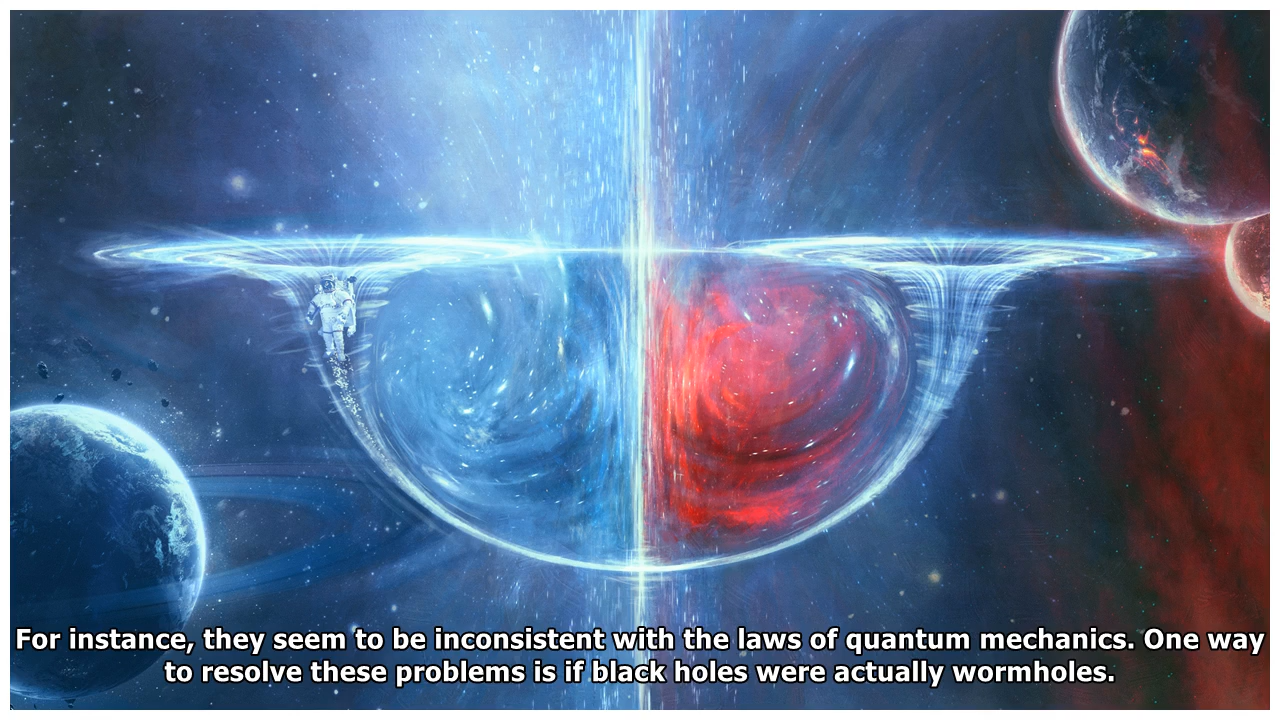 For instance, they seem to be inconsistent with the laws of quantum mechanics. One way
to resolve these problems is if black holes were actually wormholes.